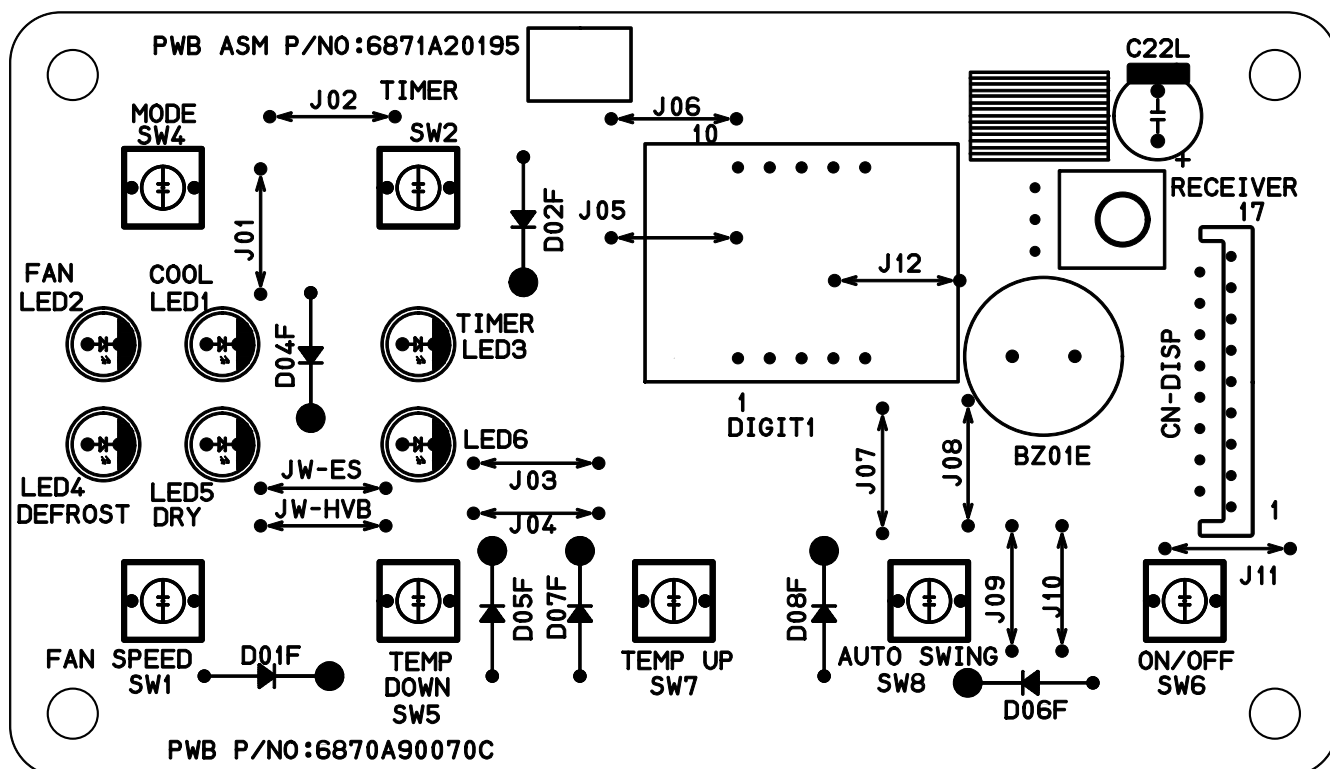 PWB ASM P/NO:6871A20195
C22L
TIMER
J02
J06
MODE
SW4
SW2
10
+
RECEIVER
17
J01
D02F
J05
J12
FAN
LED2
COOL
LED1
TIMER
LED3
D04F
CN-DISP
1
DIGIT1
LED6
BZ01E
J07
J08
JW-ES
J03
LED4
DEFROST
LED5
DRY
JW-HVB
J04
1
J11
D05F
D07F
D08F
J09
J10
FAN SPEED
SW1
D01F
TEMP
DOWN
SW5
TEMP UP
SW7
AUTO SWING
SW8
D06F
ON/OFF
SW6
PWB P/NO:6870A90070C